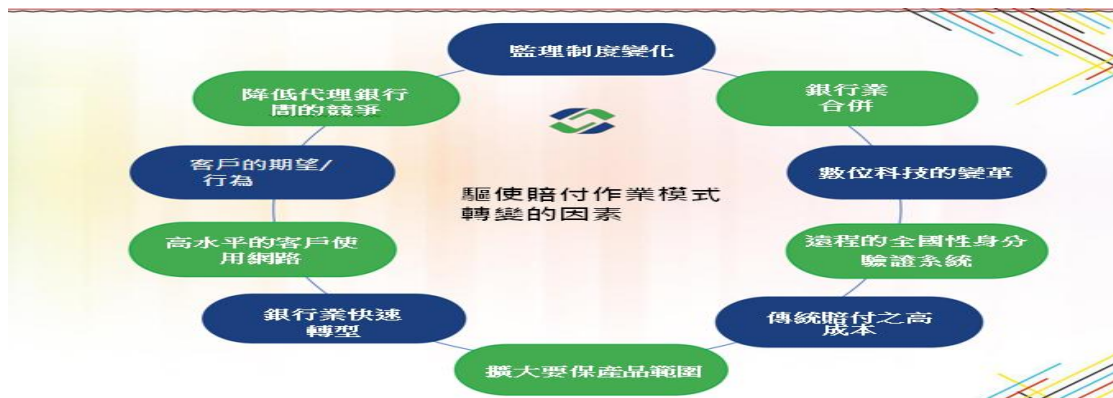 監理制度變化
銀行業
合併
數位科技的變革
遠程的全國性身分
驗證系統
傳統賠付之高
成本
擴大要保產品範圍
銀行業快速
轉型
高水平的客戶使
用網路
客戶的期望/
行為
降低代理銀行
間的競爭
驅使賠付作業模式
轉變的因素